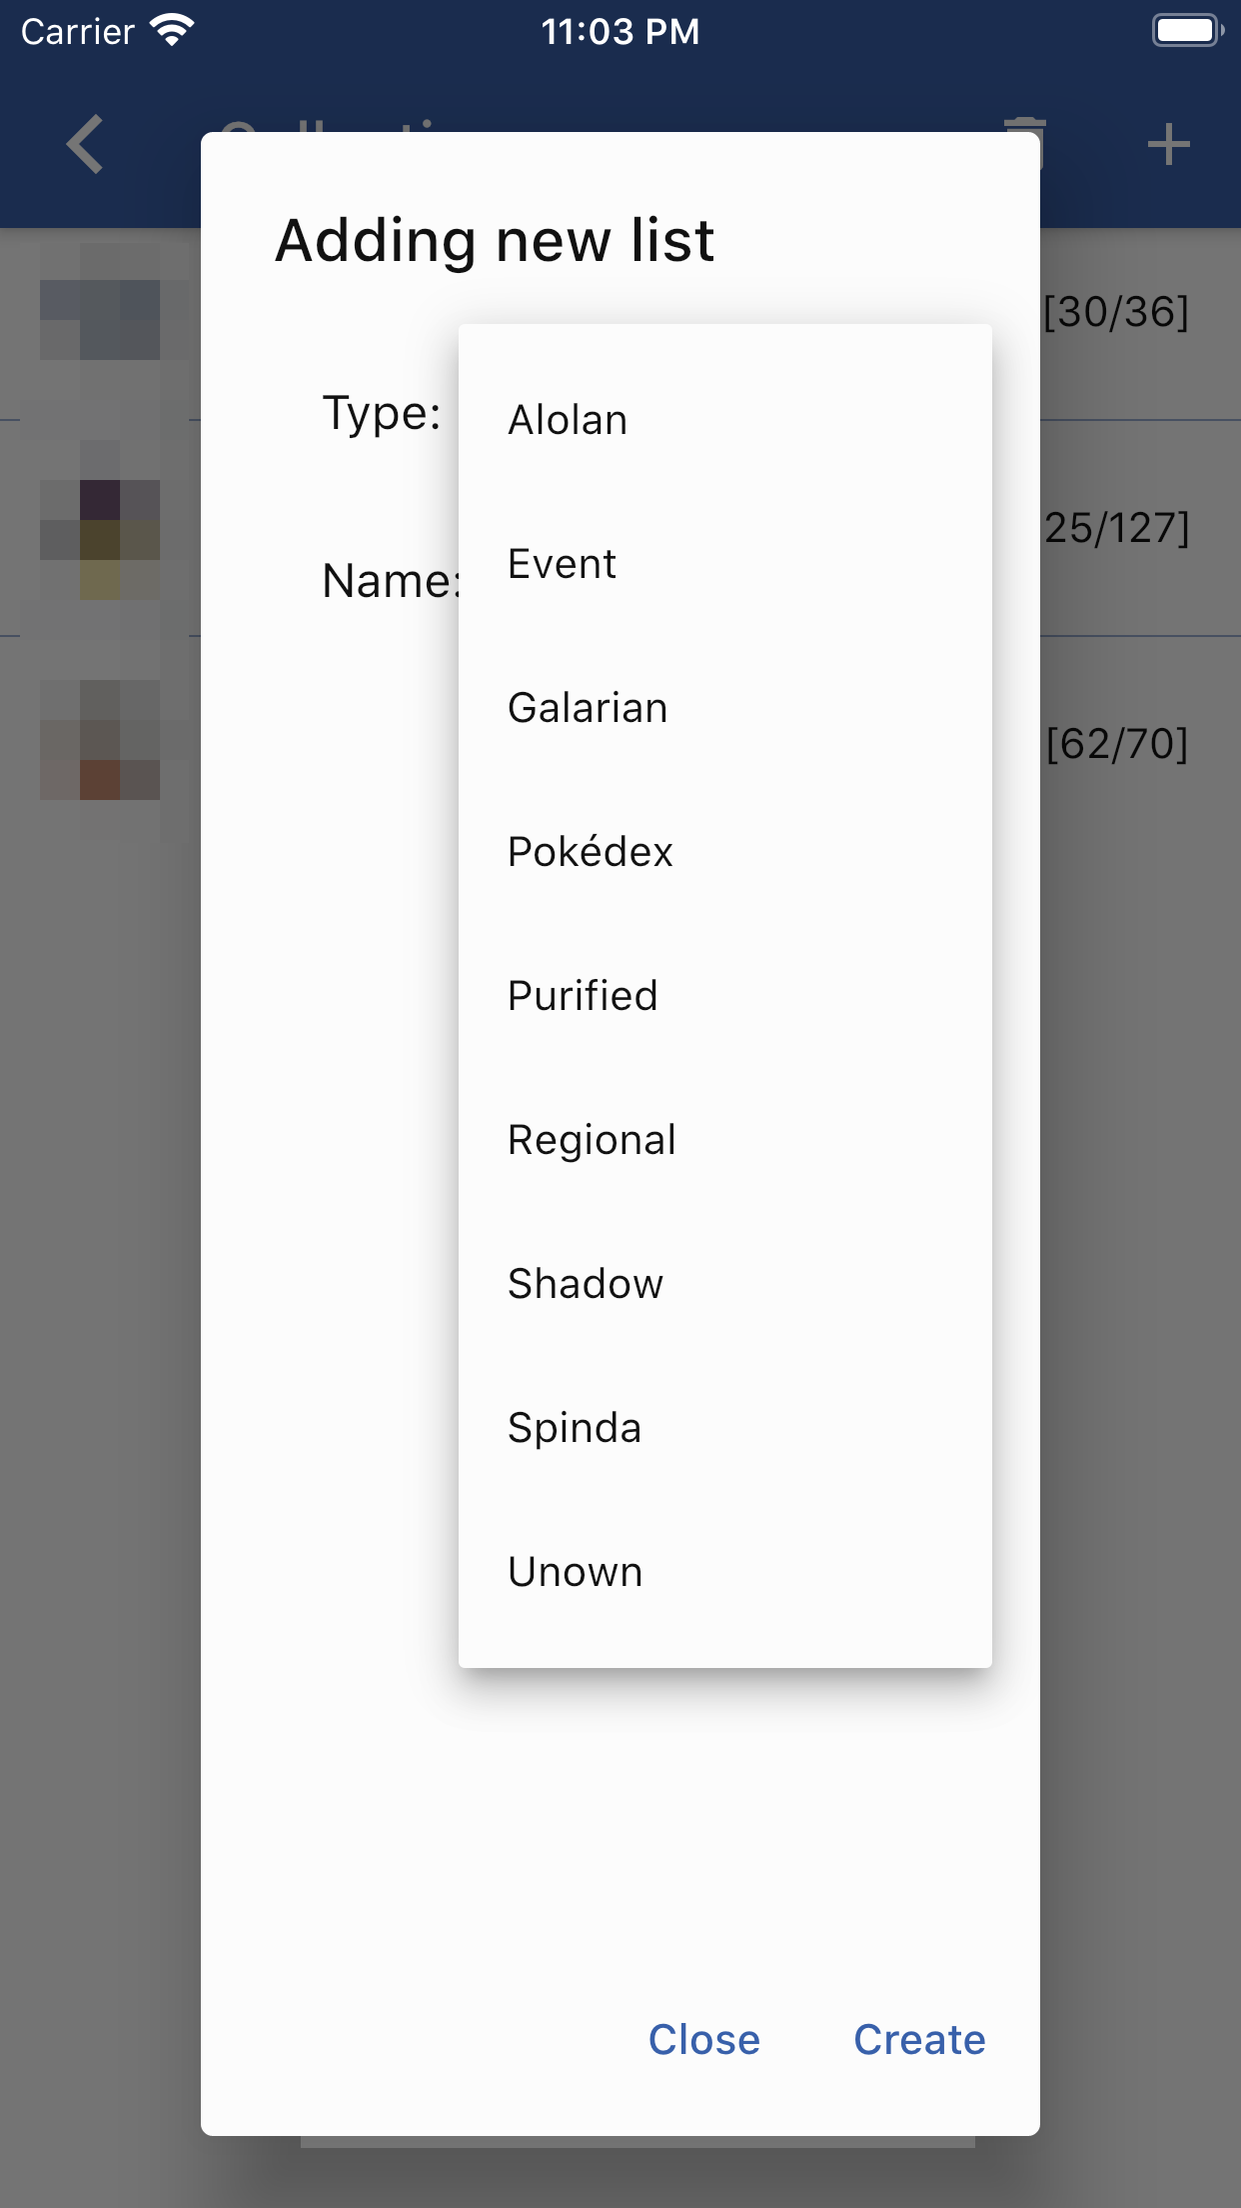 Carrier 11:03 PM
Adding new list
[30/36]
Type:
Alolan
25/127]
Event
Name:
Galarian
[62/70]
Pokédex
Purified
Regional
Shadow
Spinda
Unown
Close Create